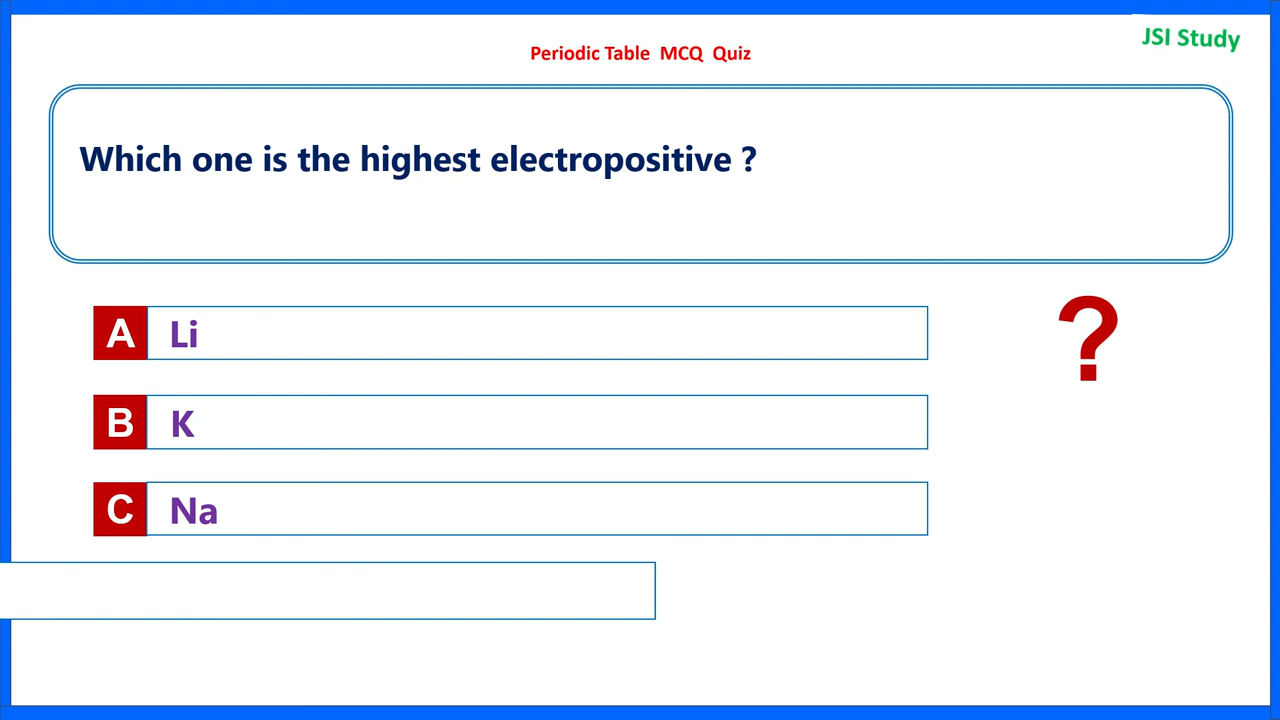 JSI Study
Periodic Table MCQ Quiz
Which one is the highest electropositive ?
A Li
?
B K
C Na